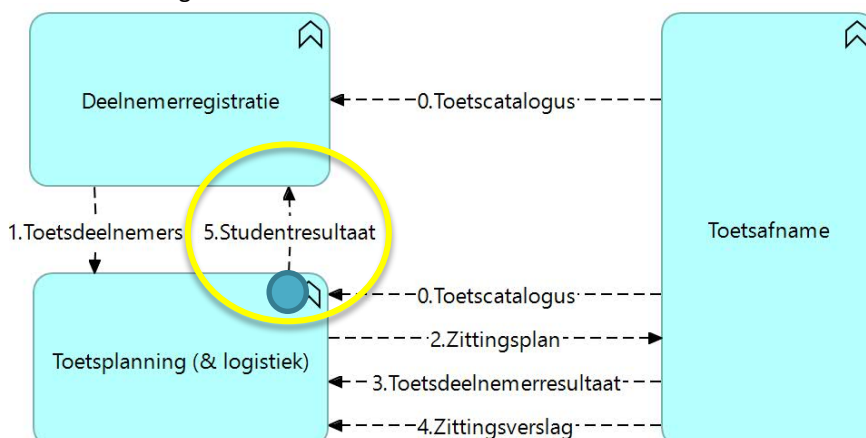 Deelnemerregistratie
0.Toetscatalogus
1.Toetsdeelnemers
5.Studentresultaat
Toetsafname
0.Toetscatalogus
2.Zittingsplan
Toetsplanning (& logistiek)
3.Toetsdeelnemerresultaat
4.Zittingsverslag